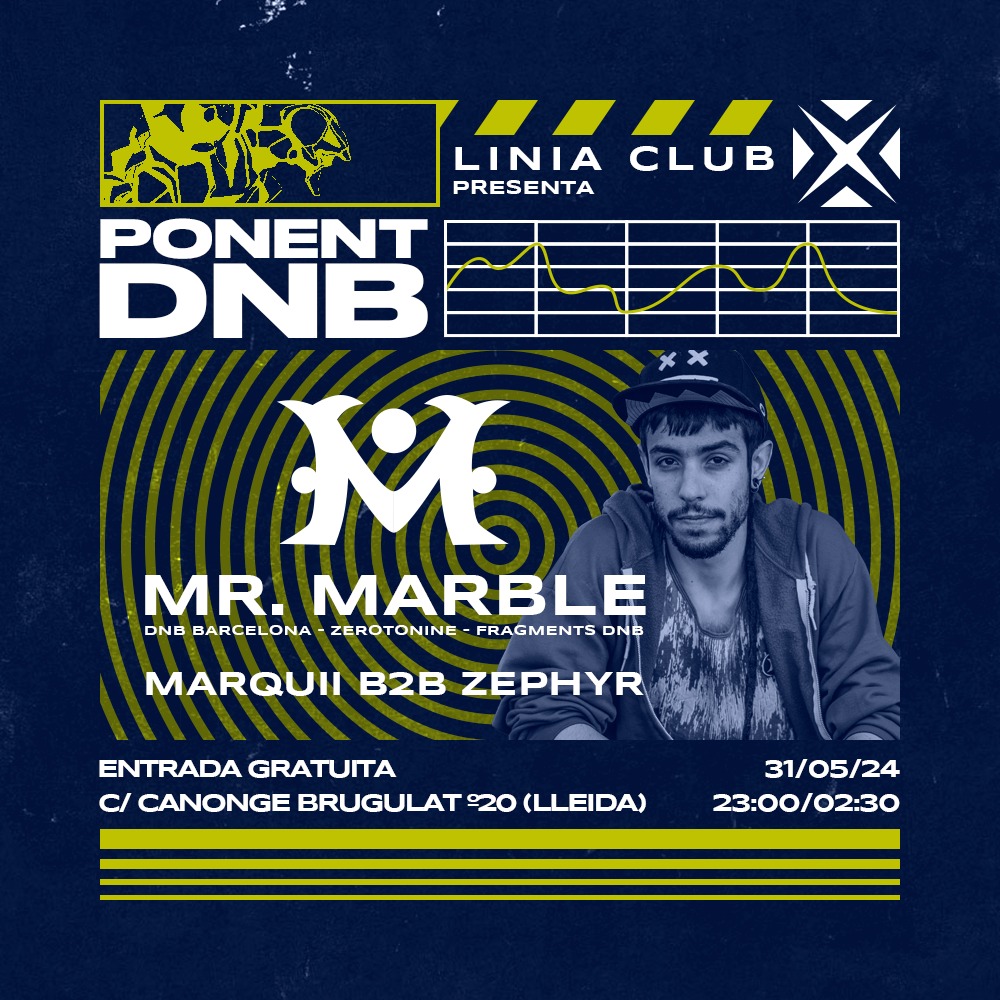 LINIA CLUB
PRESENTA
PONENT
DNB
MR. MARBLE
DNB BARCELONA - ZEROTONINE - FRAGMENTS DNB
MARQUII B2B ZEPHYR
ENTRADA GRATUITA
31/05/24
C/ CANONGE BRUGULAT º20 (LLEIDA)
23:00/02:30